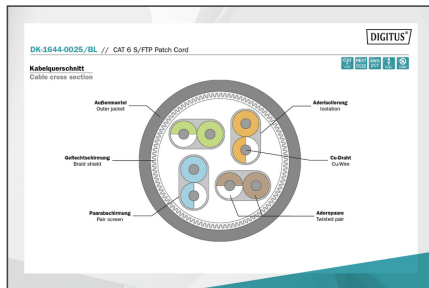 DIGITUS®
DK-1644-0025/BL // CAT 6 S/FTP Patch Cord
Kabelquerschnitt
Cable cross section
Außenmantel
Outer jacket
Aderisolierung
Isolation
Geflechtschirmung
Braid shield
Cu-Draht
Cu-Wire
Paarabschirmung
Pair screen
Adernpaare
Twisted pair